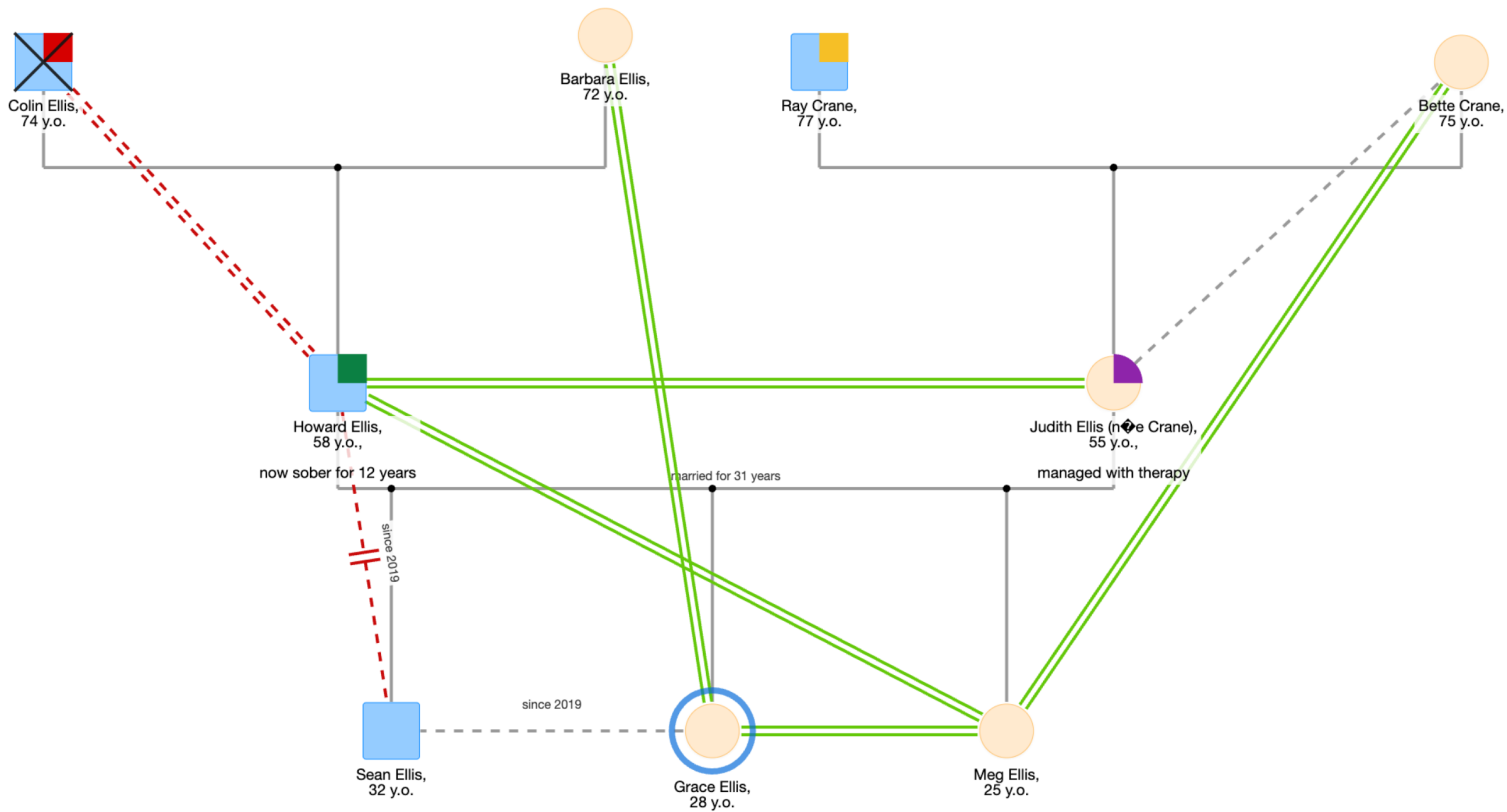 Colin Ellis,
74 y.o.
Barbara Ellis,
72 y.o.
Ray Crane,
77 y.o.
Bette Crane,
75 y.o.
Howard Ellis,
58 y.o.,
now sober for 12 years
Judith Ellis (n�e Crane),
55 y.o.,
managed with therapy
married for 31 years
since 2019
since 2019
Sean Ellis,
32 y.o.
Grace Ellis,
28 y.o.
Meg Ellis,
25 y.o.